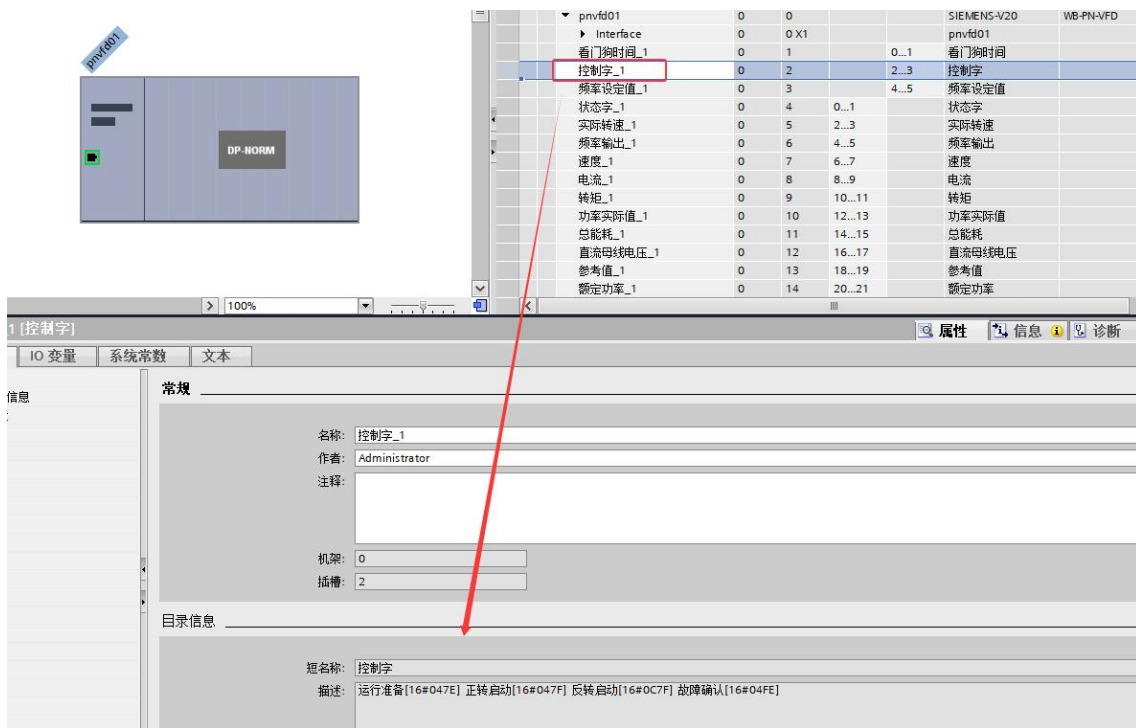 pnvfd01
DP-NORM
100%
pnvfd01 0 0 SIEMENS-V20 WB-PN-VFD
Interface 0 0 X1 pnvfd01
看门狗时间_1 0 1 0...1 看门狗时间
控制字_1 0 2 2...3 控制字
频率设定值_1 0 3 4...5 频率设定值
状态字_1 0 4 0...1 状态字
实际转速_1 0 5 2...3 实际转速
频率输出_1 0 6 4...5 频率输出
速度_1 0 7 6...7 速度
电流_1 0 8 8...9 电流
转矩_1 0 9 10...11 转矩
功率实际值_1 0 10 12...13 功率实际值
总能耗_1 0 11 14...15 总能耗
直流母线电压_1 0 12 16...17 直流母线电压
参考值_1 0 13 18...19 参考值
额定功率_1 0 14 20...21 额定功率
1 [控制字]
属性 信息 诊断
IO 变量 系统常数 文本
信息
常规
名称: 控制字_1
作者: Administrator
注释:
机架: 0
插槽: 2
目录信息
短名称: 控制字
描述: 运行准备[16#047E] 正转启动[16#047F] 反转启动[16#0C7F] 故障确认[16#04FE]